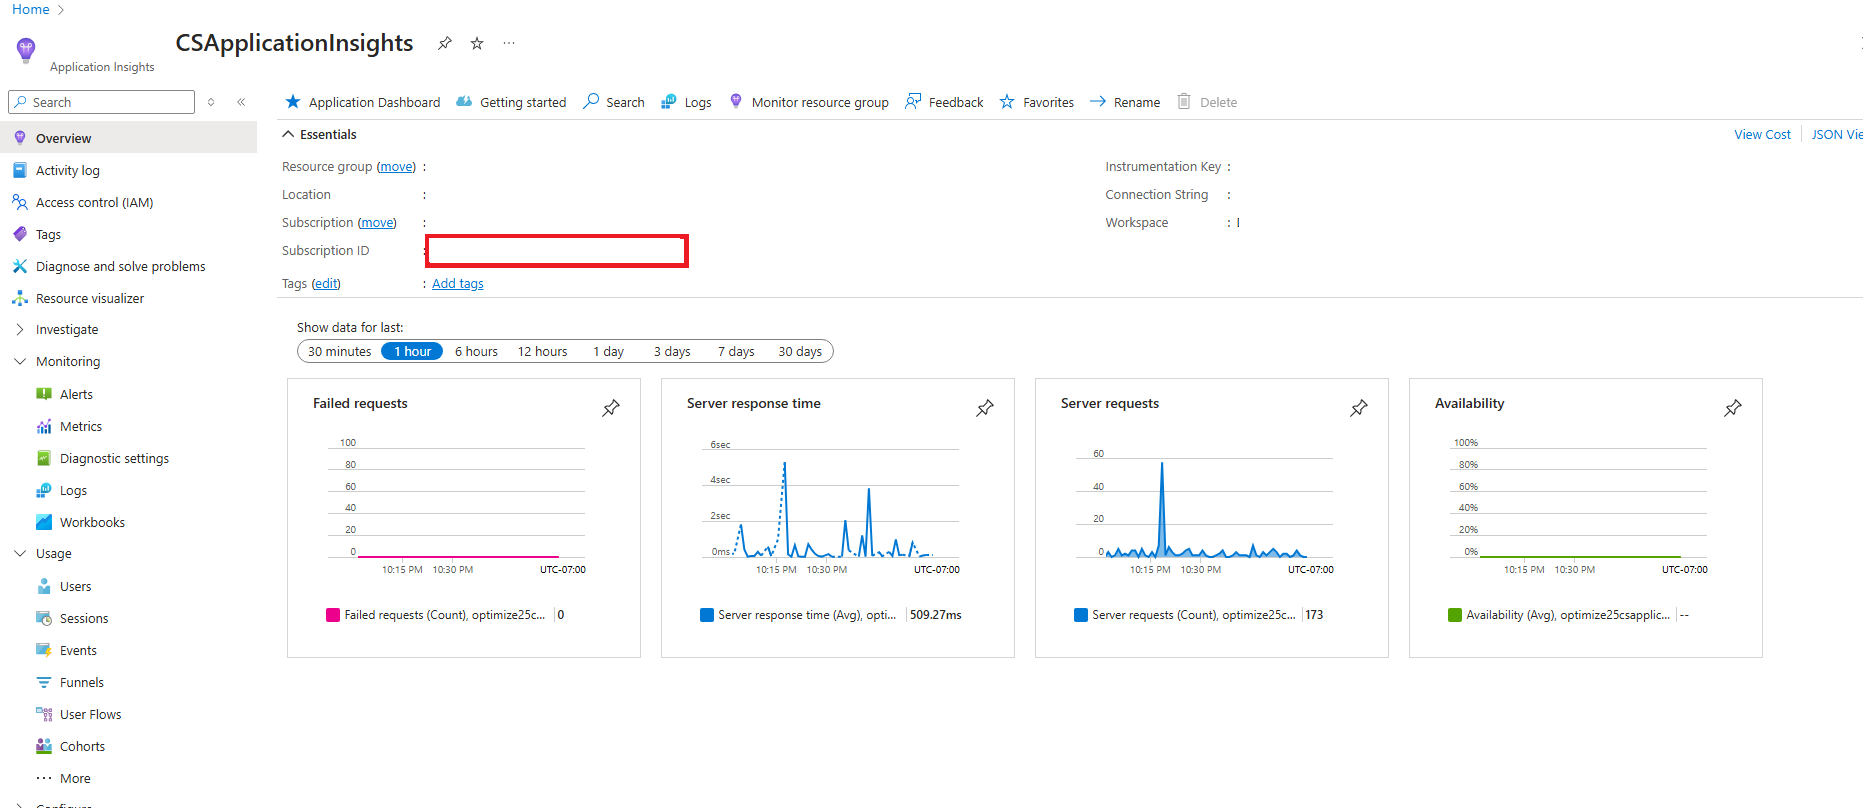 Home
CSApplicationInsights
Application Insights
Search
Overview
Activity log
Access control (IAM)
Tags
Diagnose and solve problems
Resource visualizer
Investigate
Monitoring
Alerts
Metrics
Diagnostic settings
Logs
Workbooks
Usage
Users
Sessions
Events
Funnels
User Flows
Cohorts
More
Application Dashboard Getting started Search Logs Monitor resource group Feedback Favorites Rename Delete
Essentials
View Cost JSON Vie
Resource group (move) :
Location :
Subscription (move) :
Subscription ID :
Tags (edit) : Add tags
Instrumentation Key :
Connection String :
Workspace :
Show data for last:
30 minutes 1 hour 6 hours 12 hours 1 day 3 days 7 days 30 days
Failed requests
100
80
60
40
20
0
10:15 PM 10:30 PM UTC-07:00
Failed requests (Count), optimize25c... 0
Server response time
6sec
4sec
2sec
0ms
10:15 PM 10:30 PM UTC-07:00
Server response time (Avg), opti... 509.27ms
Server requests
60
40
20
0
10:15 PM 10:30 PM UTC-07:00
Server requests (Count), optimize25c... 173
Availability
100%
80%
60%
40%
20%
0%
10:15 PM 10:30 PM UTC-07:00
Availability (Avg), optimize25csapplic... --